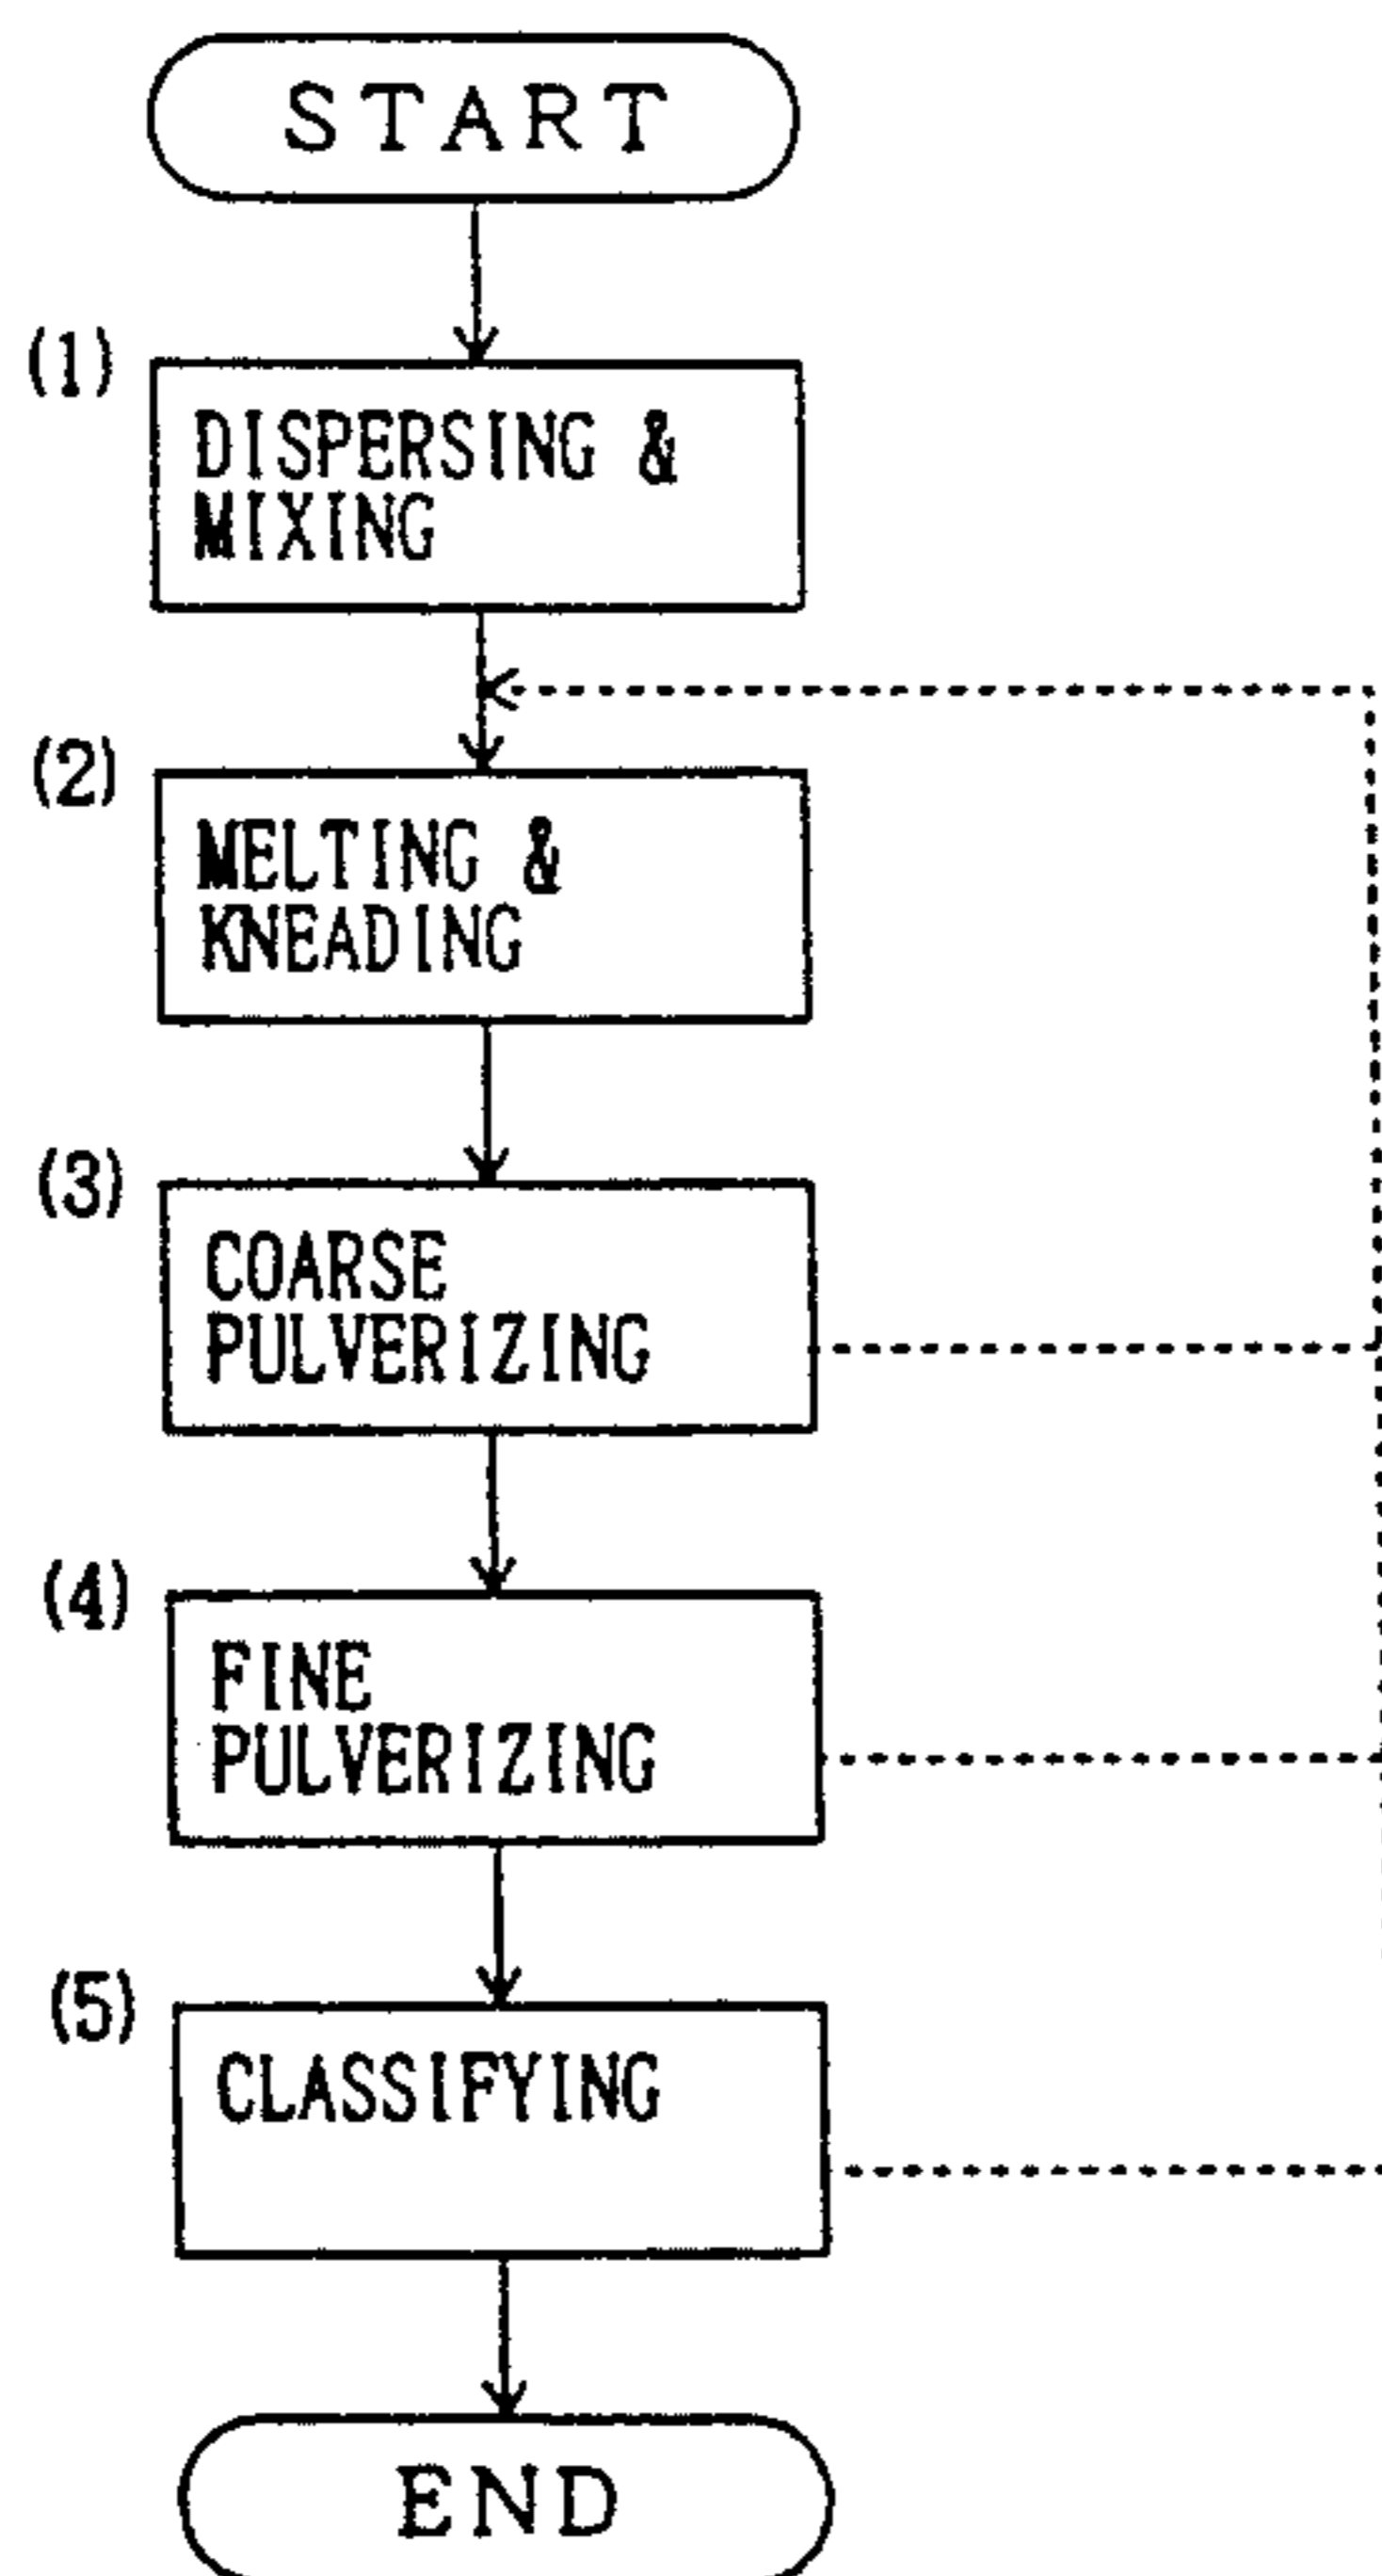 START
(1)
DISPERSING &
MIXING
(2)
MELTING &
KNEADING
(3)
COARSE
PULVERIZING
(4)
FINE
PULVERIZING
(5)
CLASSIFYING
END